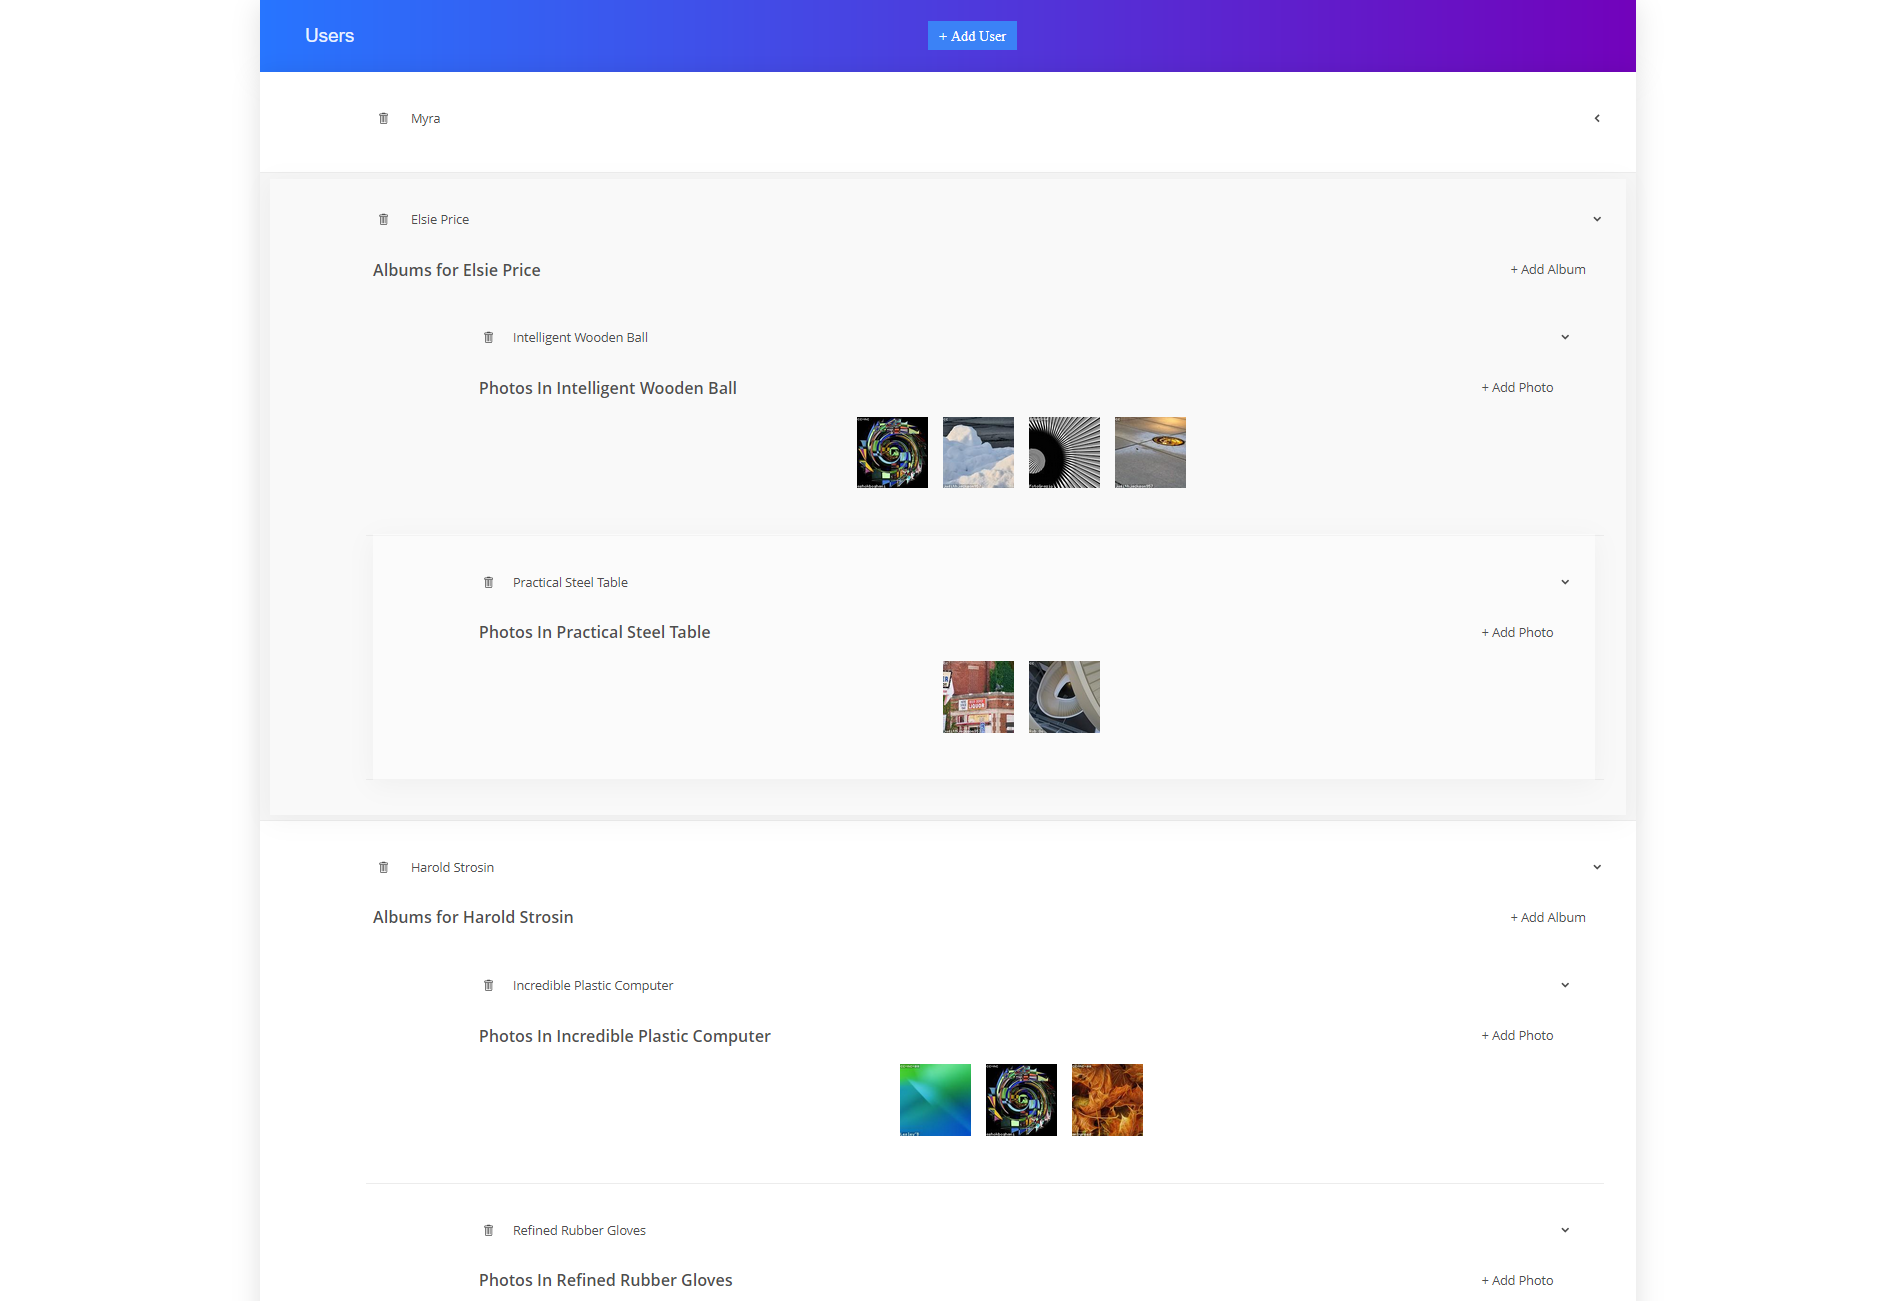 Users
+ Add User
Myra
Elsie Price
Albums for Elsie Price
+ Add Album
Intelligent Wooden Ball
Photos In Intelligent Wooden Ball
+ Add Photo
Practical Steel Table
Photos In Practical Steel Table
+ Add Photo
LIQUOR
Harold Strosin
Albums for Harold Strosin
+ Add Album
Incredible Plastic Computer
Photos In Incredible Plastic Computer
+ Add Photo
Refined Rubber Gloves
Photos In Refined Rubber Gloves
+ Add Photo